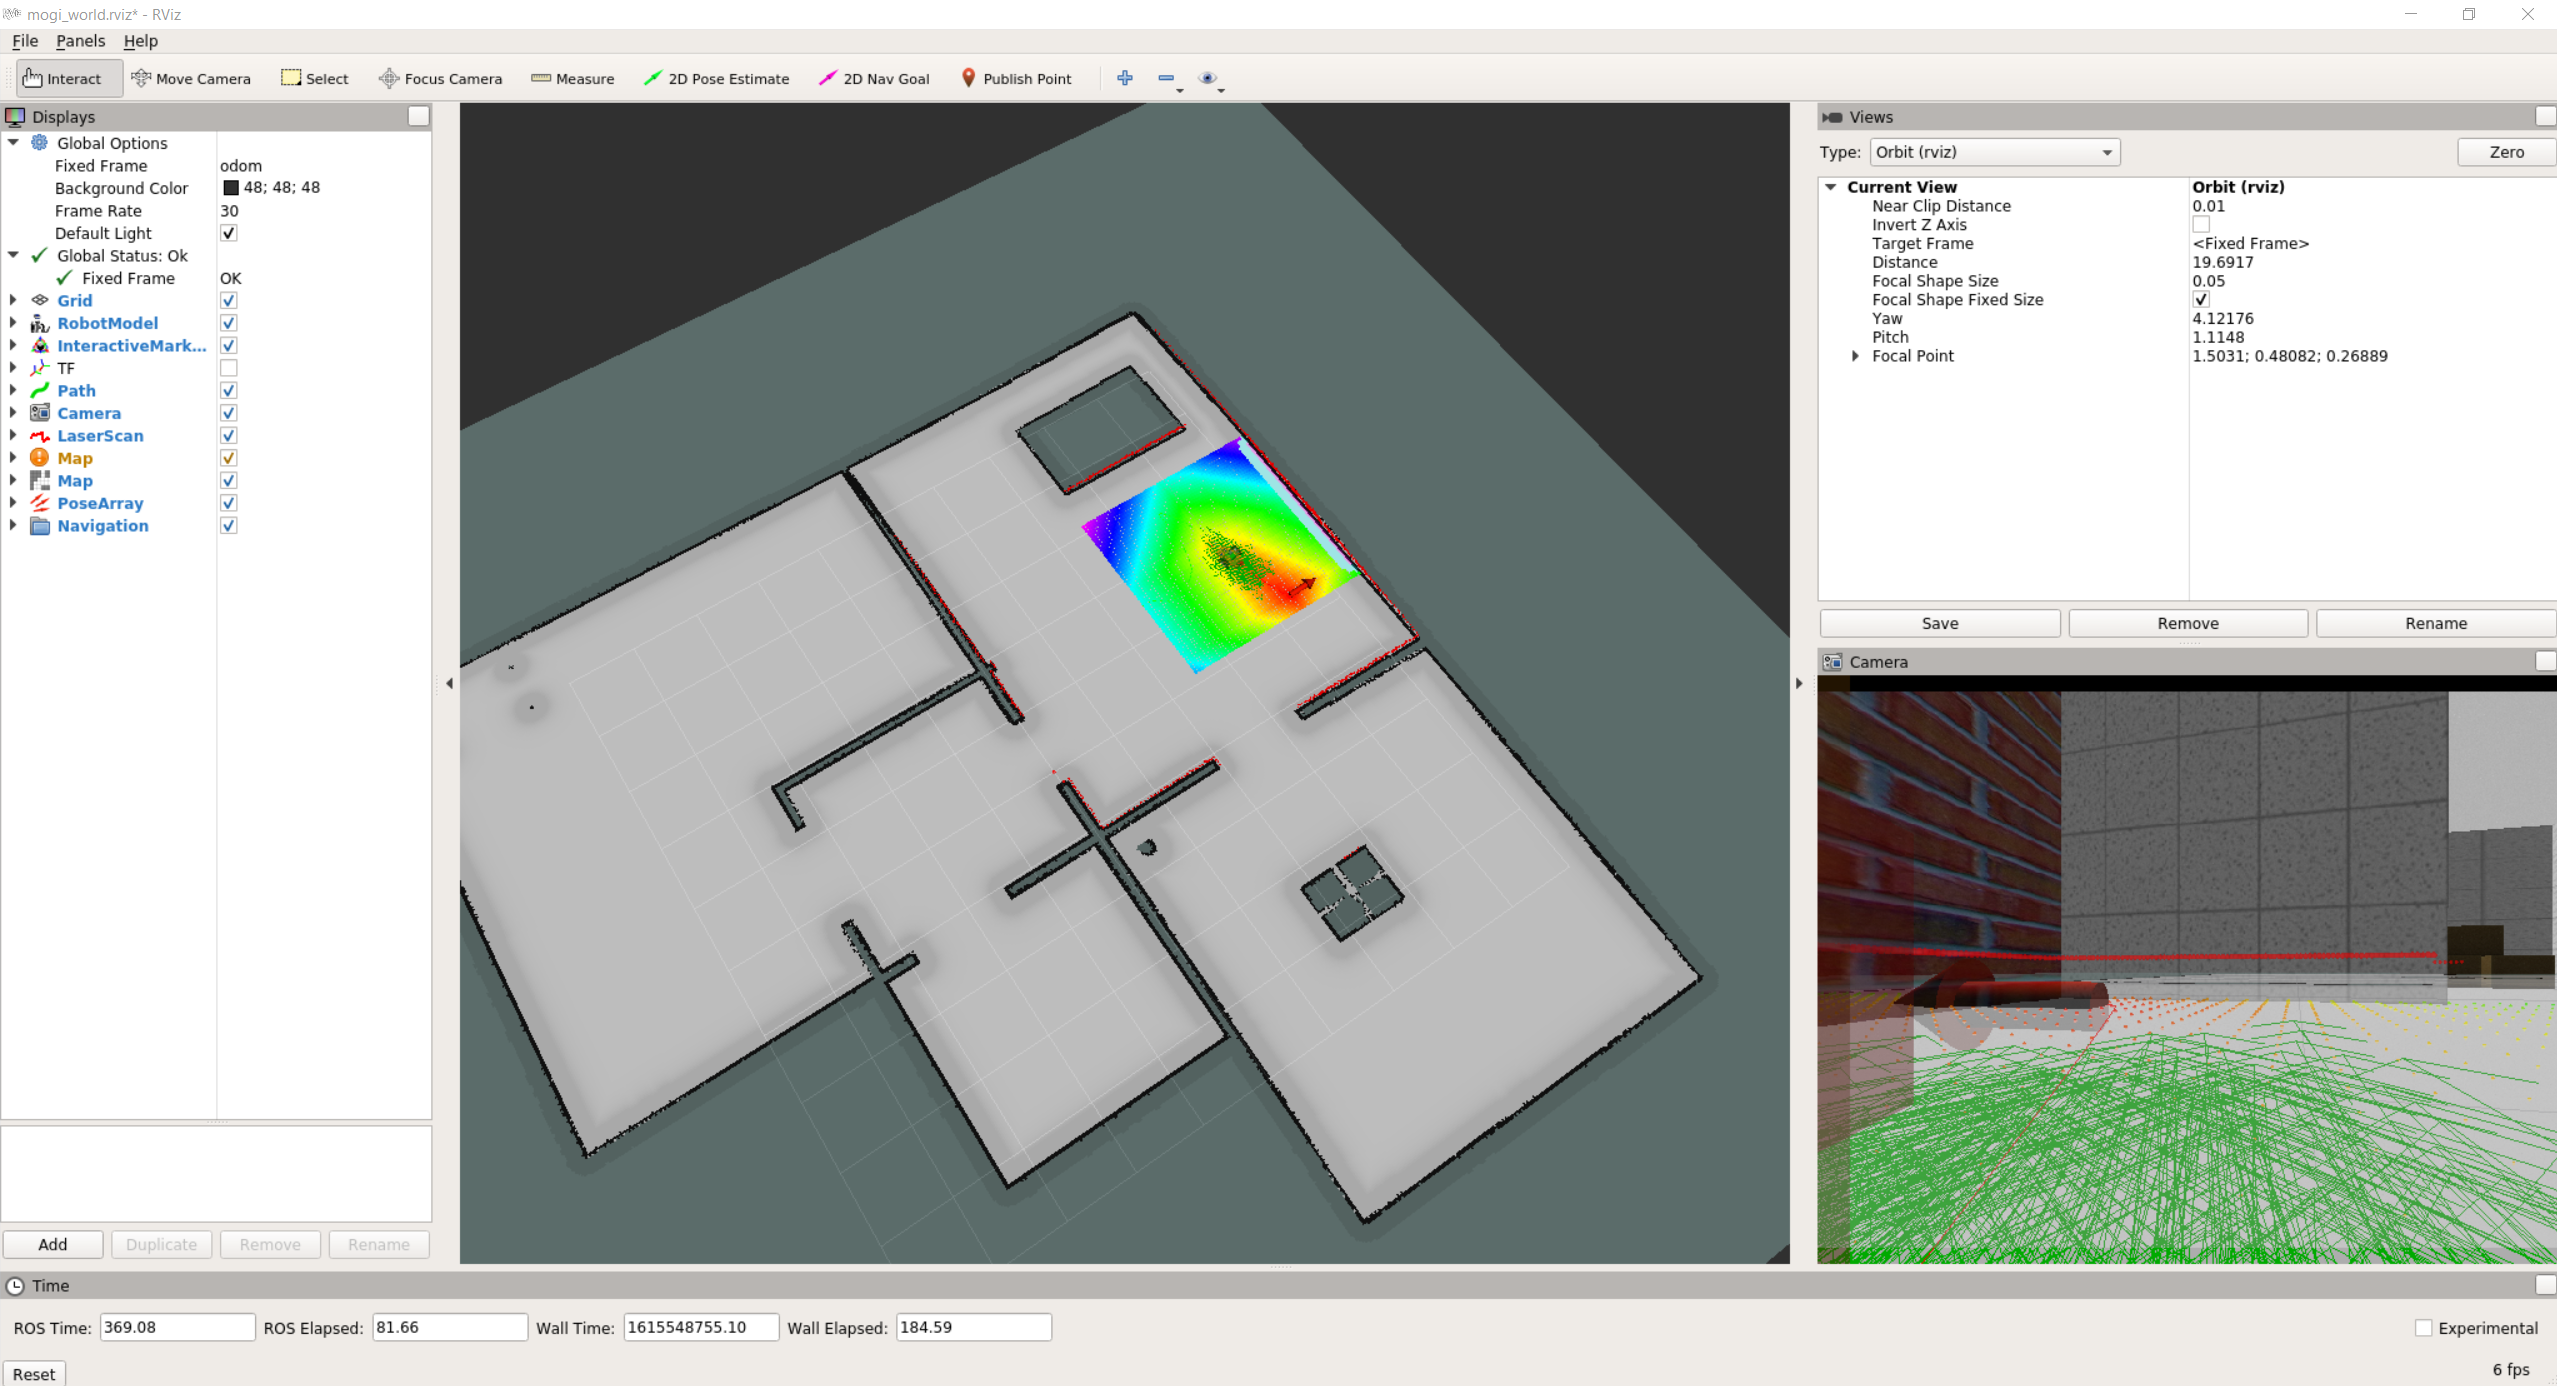 mogi_world.rviz* - RViz
File Panels Help
Interact Move Camera Select Focus Camera Measure 2D Pose Estimate 2D Nav Goal Publish Point
Displays
Global Options
Fixed Frame odom
Background Color 48; 48; 48
Frame Rate 30
Default Light
Global Status: Ok
Fixed Frame OK
Grid
RobotModel
InteractiveMark...
TF
Path
Camera
LaserScan
Map
Map
PoseArray
Navigation
Add Duplicate Remove Rename
Views
Type: Orbit (rviz) Zero
Current View Orbit (rviz)
Near Clip Distance 0.01
Invert Z Axis
Target Frame <Fixed Frame>
Distance 19.6917
Focal Shape Size 0.05
Focal Shape Fixed Size
Yaw 4.12176
Pitch 1.1148
Focal Point 1.5031; 0.48082; 0.26889
Save Remove Rename
Camera
Time
ROS Time: 369.08 ROS Elapsed: 81.66 Wall Time: 1615548755.10 Wall Elapsed: 184.59 Experimental
Reset 6 fps